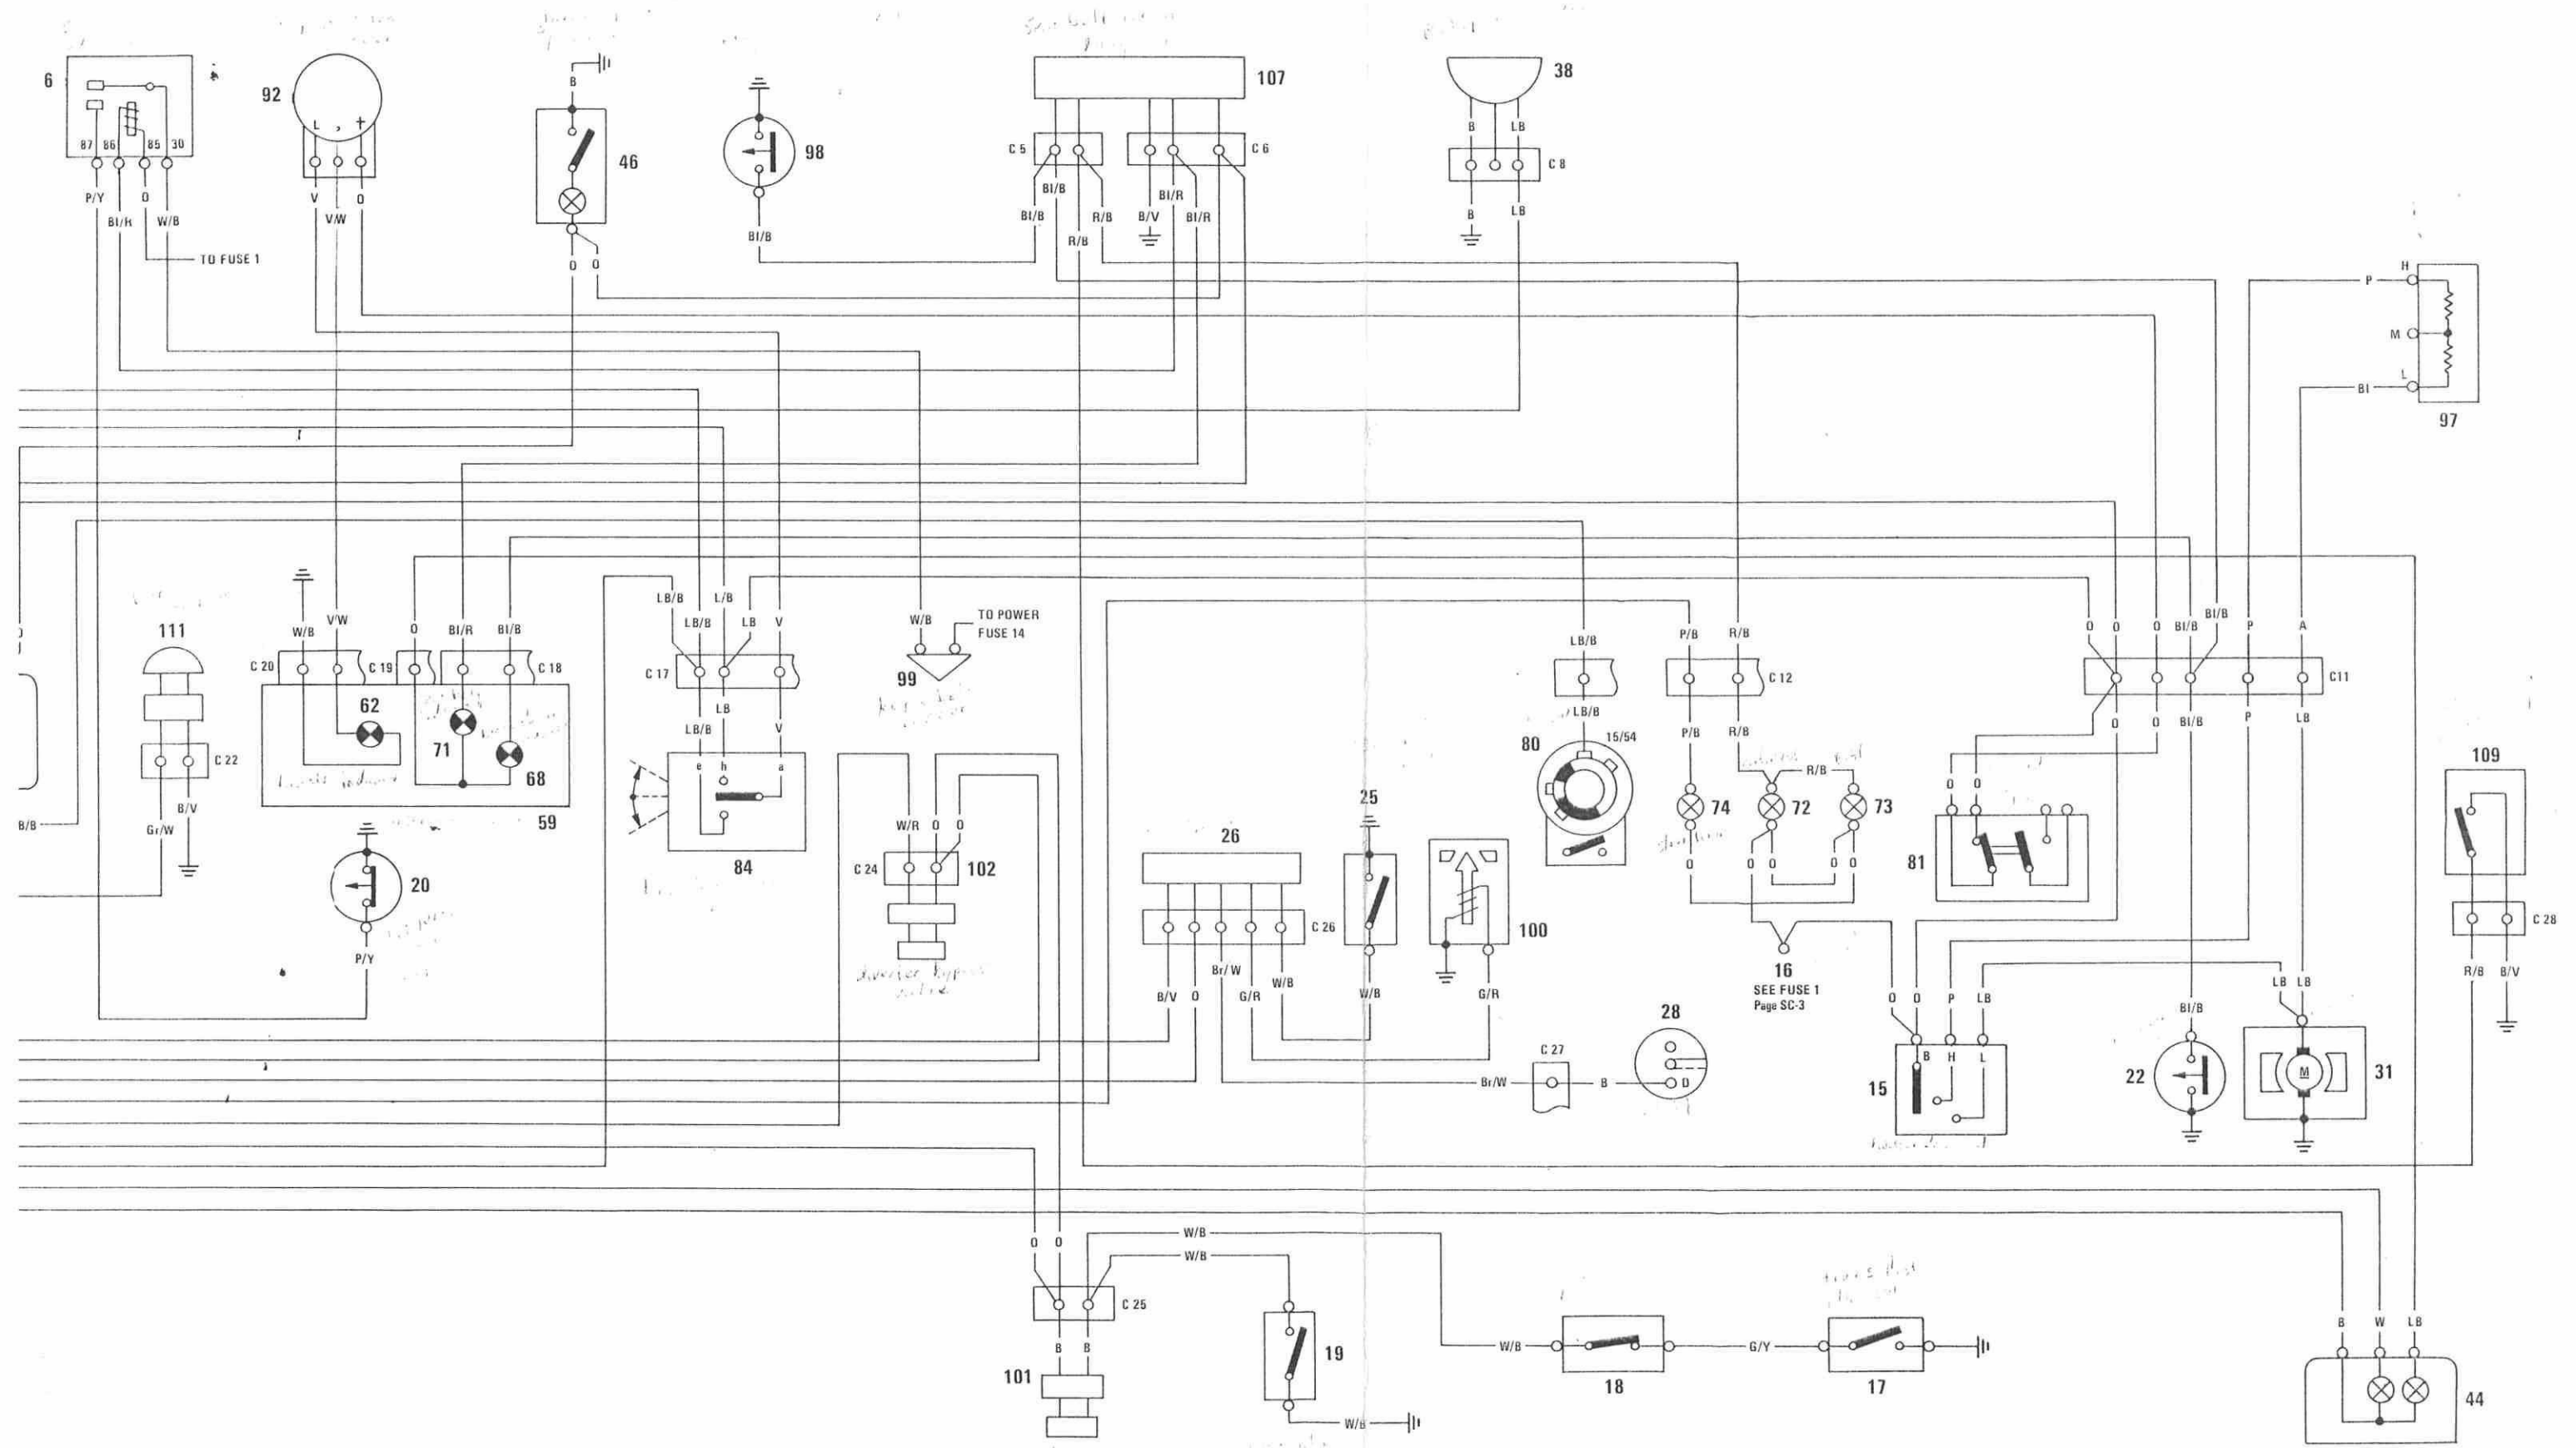 6
92
46
98
107
38
87 86 85 30
L +
B
C 5
C 6
B LB
C 8
P/Y
Bl/R
O
W/B
TO FUSE 1
V
V/W
O
O O
Bl/B
Bl/B
Bl/B
R/B
R/B
B/V
Bl/R
Bl/R
B
LB
H
M
L
P
Bl
97
111
C 22
Gr/W
B/V
B/B
O
W/B
V/W
O
Bl/R
Bl/B
C 20
C 19
C 18
62
71
68
59
20
P/Y
LB/B
LB/B
L/B
LB
V
C 17
LB/B
LB
V
e h a
84
W/B
TO POWER
FUSE 14
99
W/R O O
C 24
102
diverter bypass
26
C 26
B/V
O
Br/W
G/R
W/B
25
W/B
100
G/R
LB/B
LB/B
80
15/54
P/B
R/B
C 12
P/B
R/B
R/B
74
72
73
O O O O O
16
SEE FUSE 1
Page SC-3
28
C 27
Br/W
B
D
O O O Bl/B Bl/B P A
C11
O O Bl/B P LB
O O
81
O O P LB
B H L
15
Bl/B
22
LB LB
M
31
109
C 28
R/B
B/V
O O
W/B
W/B
C 25
B B
101
19
W/B
W/B
18
G/Y
17
B W LB
44